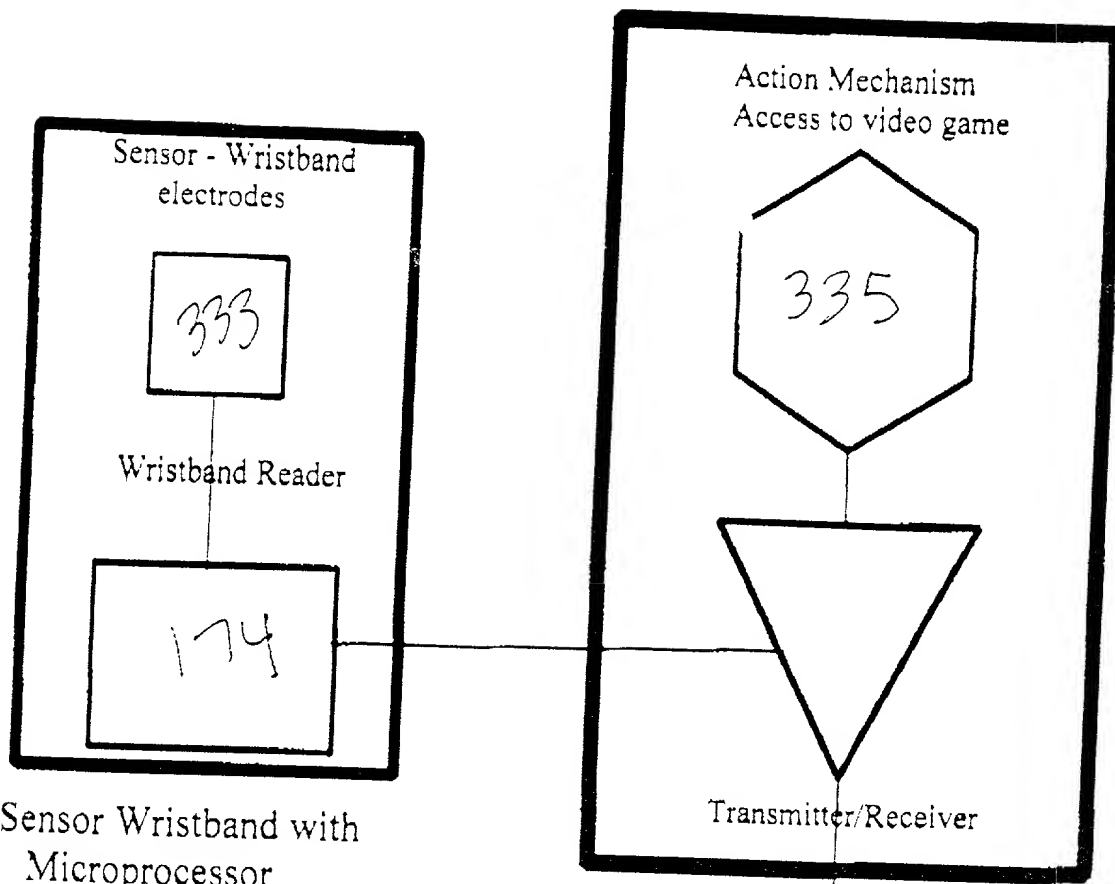 Sensor - Wristband
electrodes
333
Wristband Reader
174
Sensor Wristband with
Microprocessor
Action Mechanism
Access to video game
335
Transmitter/Receiver